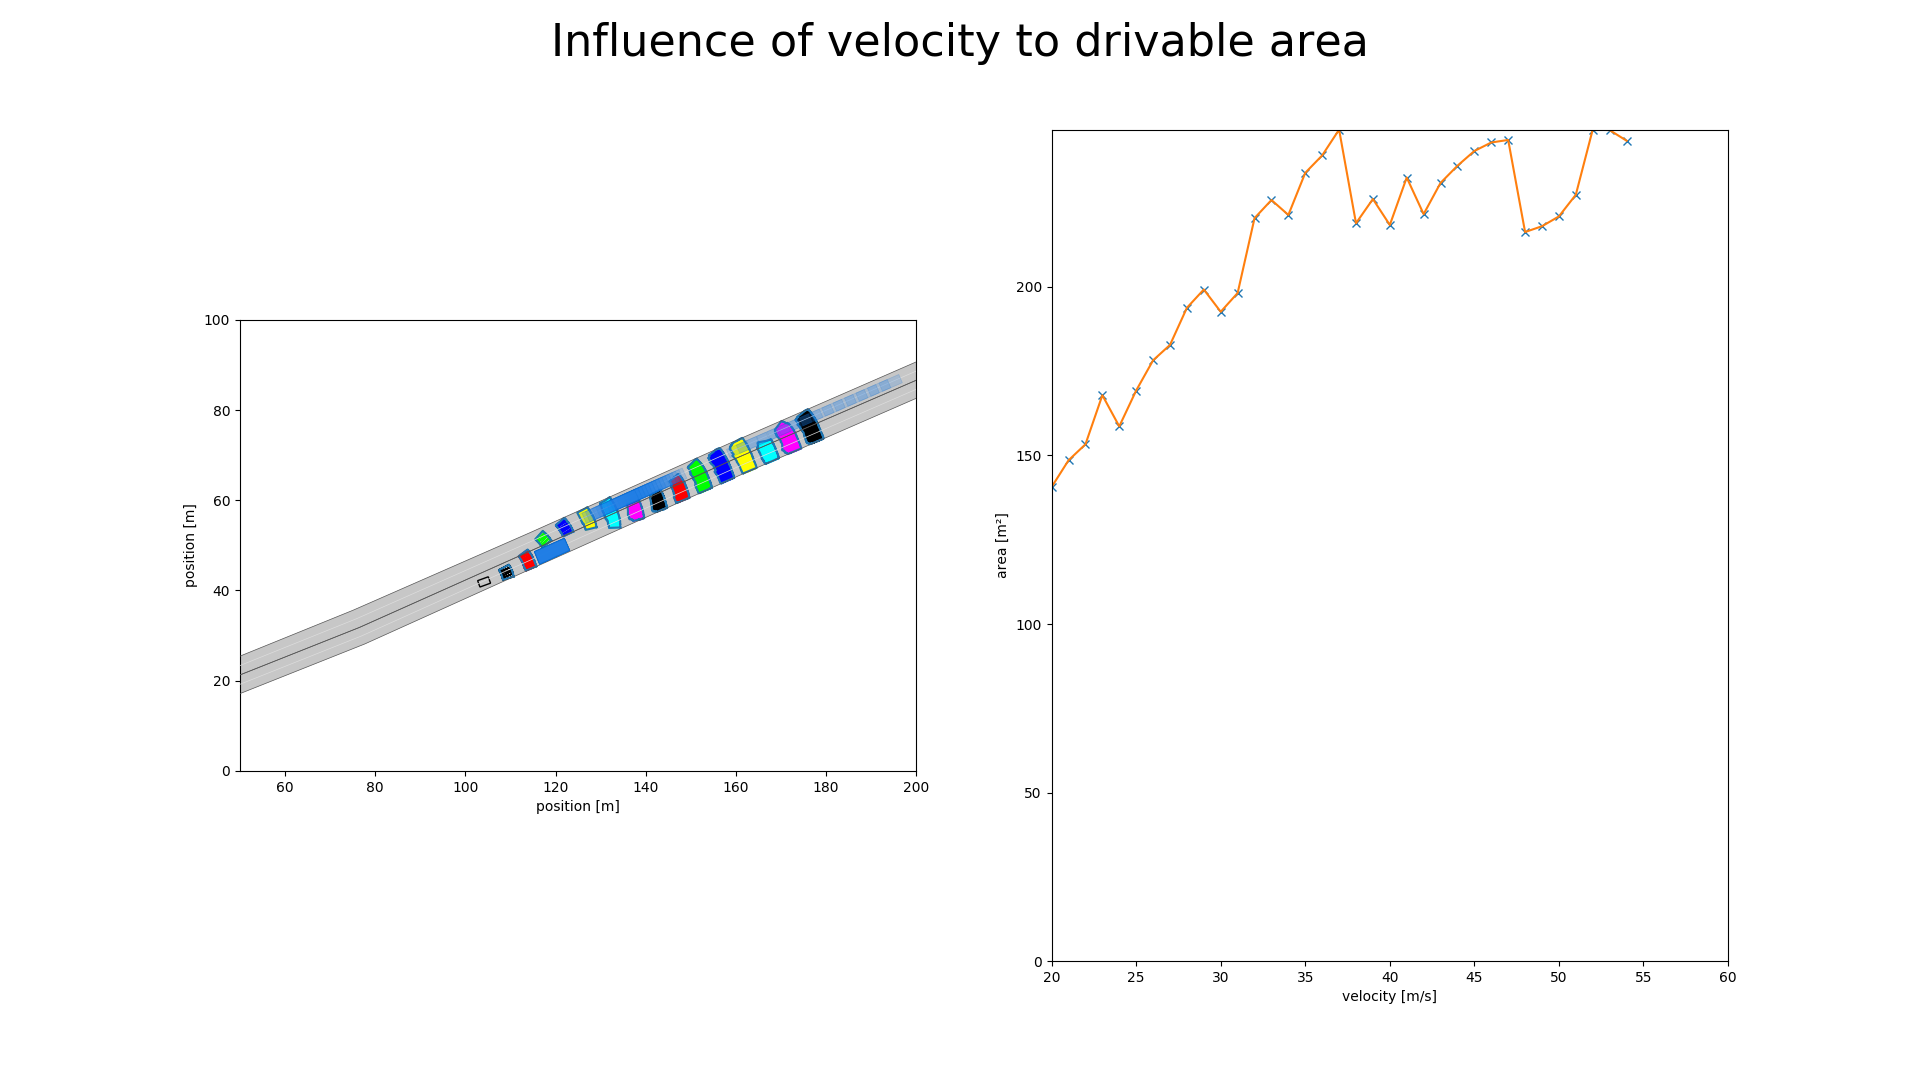 Influence of velocity to drivable area
100
80
60
40
20
0
position [m]
60 80 100 120 140 160 180 200
position [m]
200
150
100
50
0
area [m²]
20 25 30 35 40 45 50 55 60
velocity [m/s]